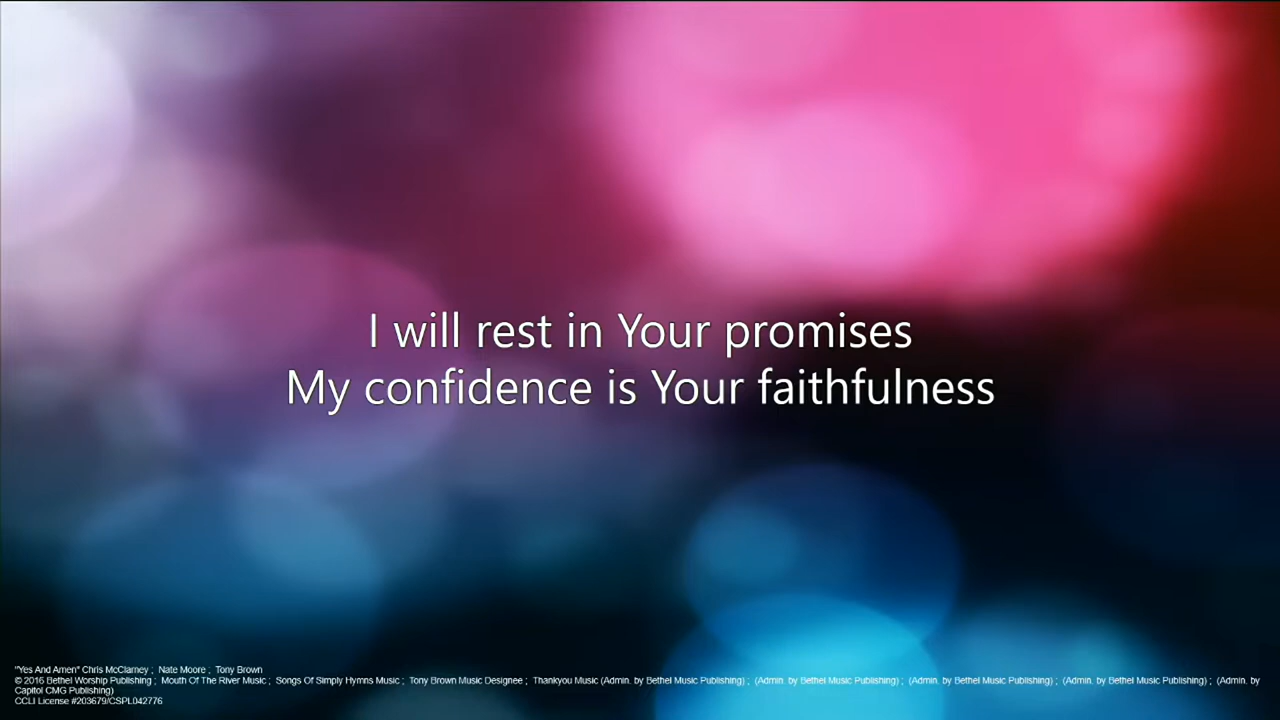 I will rest in Your promises
My confidence is Your faithfulness
"Yes And Amen" Chris McClarney ; Nate Moore ; Tony Brown
© 2016 Bethel Worship Publishing ; Mouth Of The River Music ; Songs Of Simply Hymns Music ; Tony Brown Music Designee ; Thankyou Music (Admin. by Bethel Music Publishing) ; (Admin. by Bethel Music Publishing) ; (Admin. by Bethel Music Publishing) ; (Admin. by Bethel Music Publishing) ; (Admin. by
Capitol CMG Publishing)
CCLI License #203679/CSPL042776